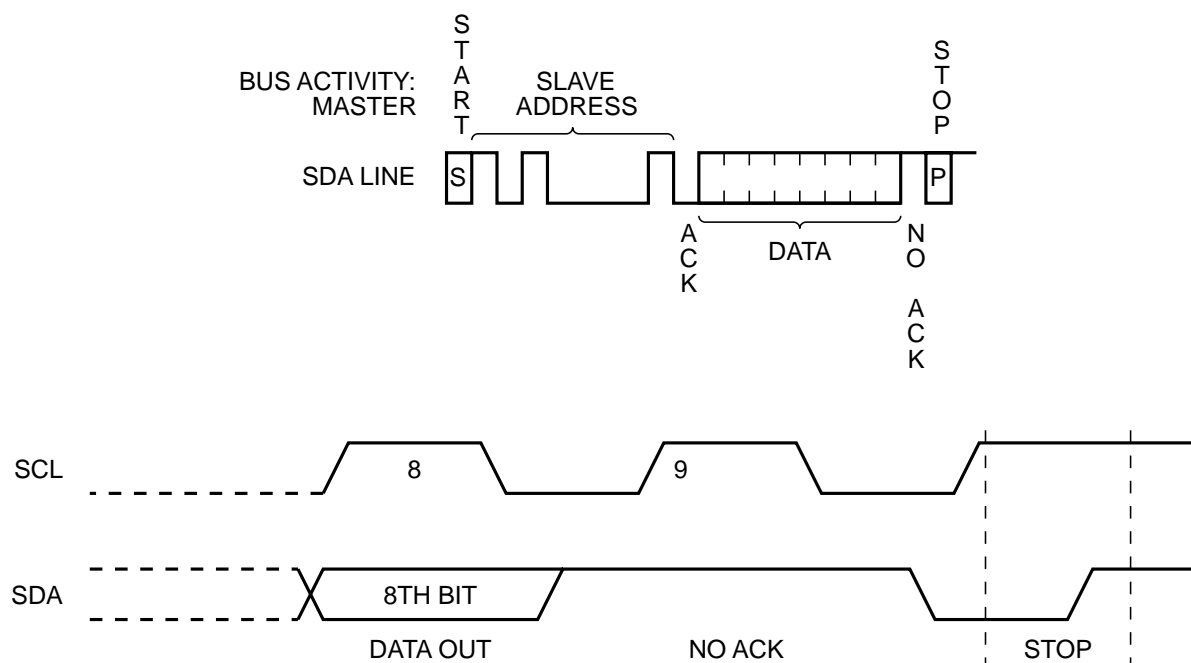 START
STOP
BUS ACTIVITY:
MASTER
SLAVE
ADDRESS
SDA LINE
S
P
ACK
DATA
NO ACK
SCL
8
9
SDA
8TH BIT
DATA OUT
NO ACK
STOP